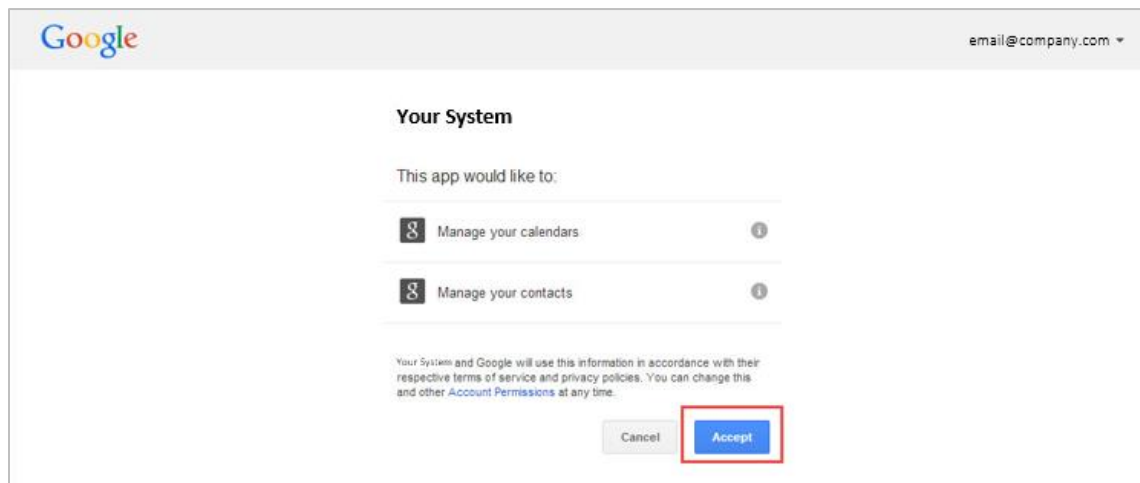 Google
email@company.com
Your System
This app would like to:
8 Manage your calendars
8 Manage your contacts
Your System and Google will use this information in accordance with their
respective terms of service and privacy policies. You can change this
and other Account Permissions at any time.
Cancel Accept